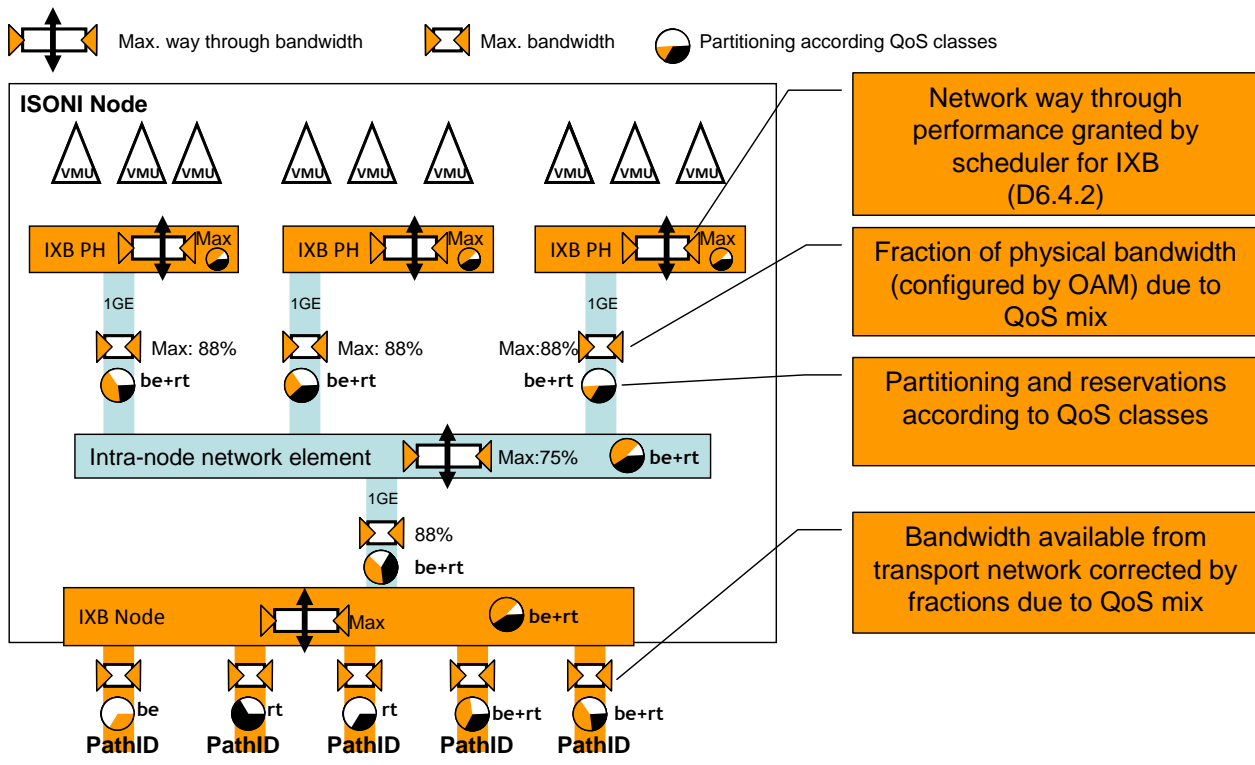 Max. way through bandwidth
Max. bandwidth
Partitioning according QoS classes
ISONI Node
VMU VMU VMU VMU VMU VMU VMU VMU VMU
IXB PH Max
IXB PH Max
IXB PH Max
1GE 1GE 1GE
Max: 88%
Max: 88%
Max:88%
be+rt
be+rt
be+rt
Intra-node network element
Max:75%
be+rt
1GE
88%
be+rt
IXB Node
Max
be+rt
be
rt
rt
be+rt
be+rt
PathID PathID PathID PathID PathID
Network way through
performance granted by
scheduler for IXB
(D6.4.2)
Fraction of physical bandwidth
(configured by OAM) due to
QoS mix
Partitioning and reservations
according to QoS classes
Bandwidth available from
transport network corrected by
fractions due to QoS mix